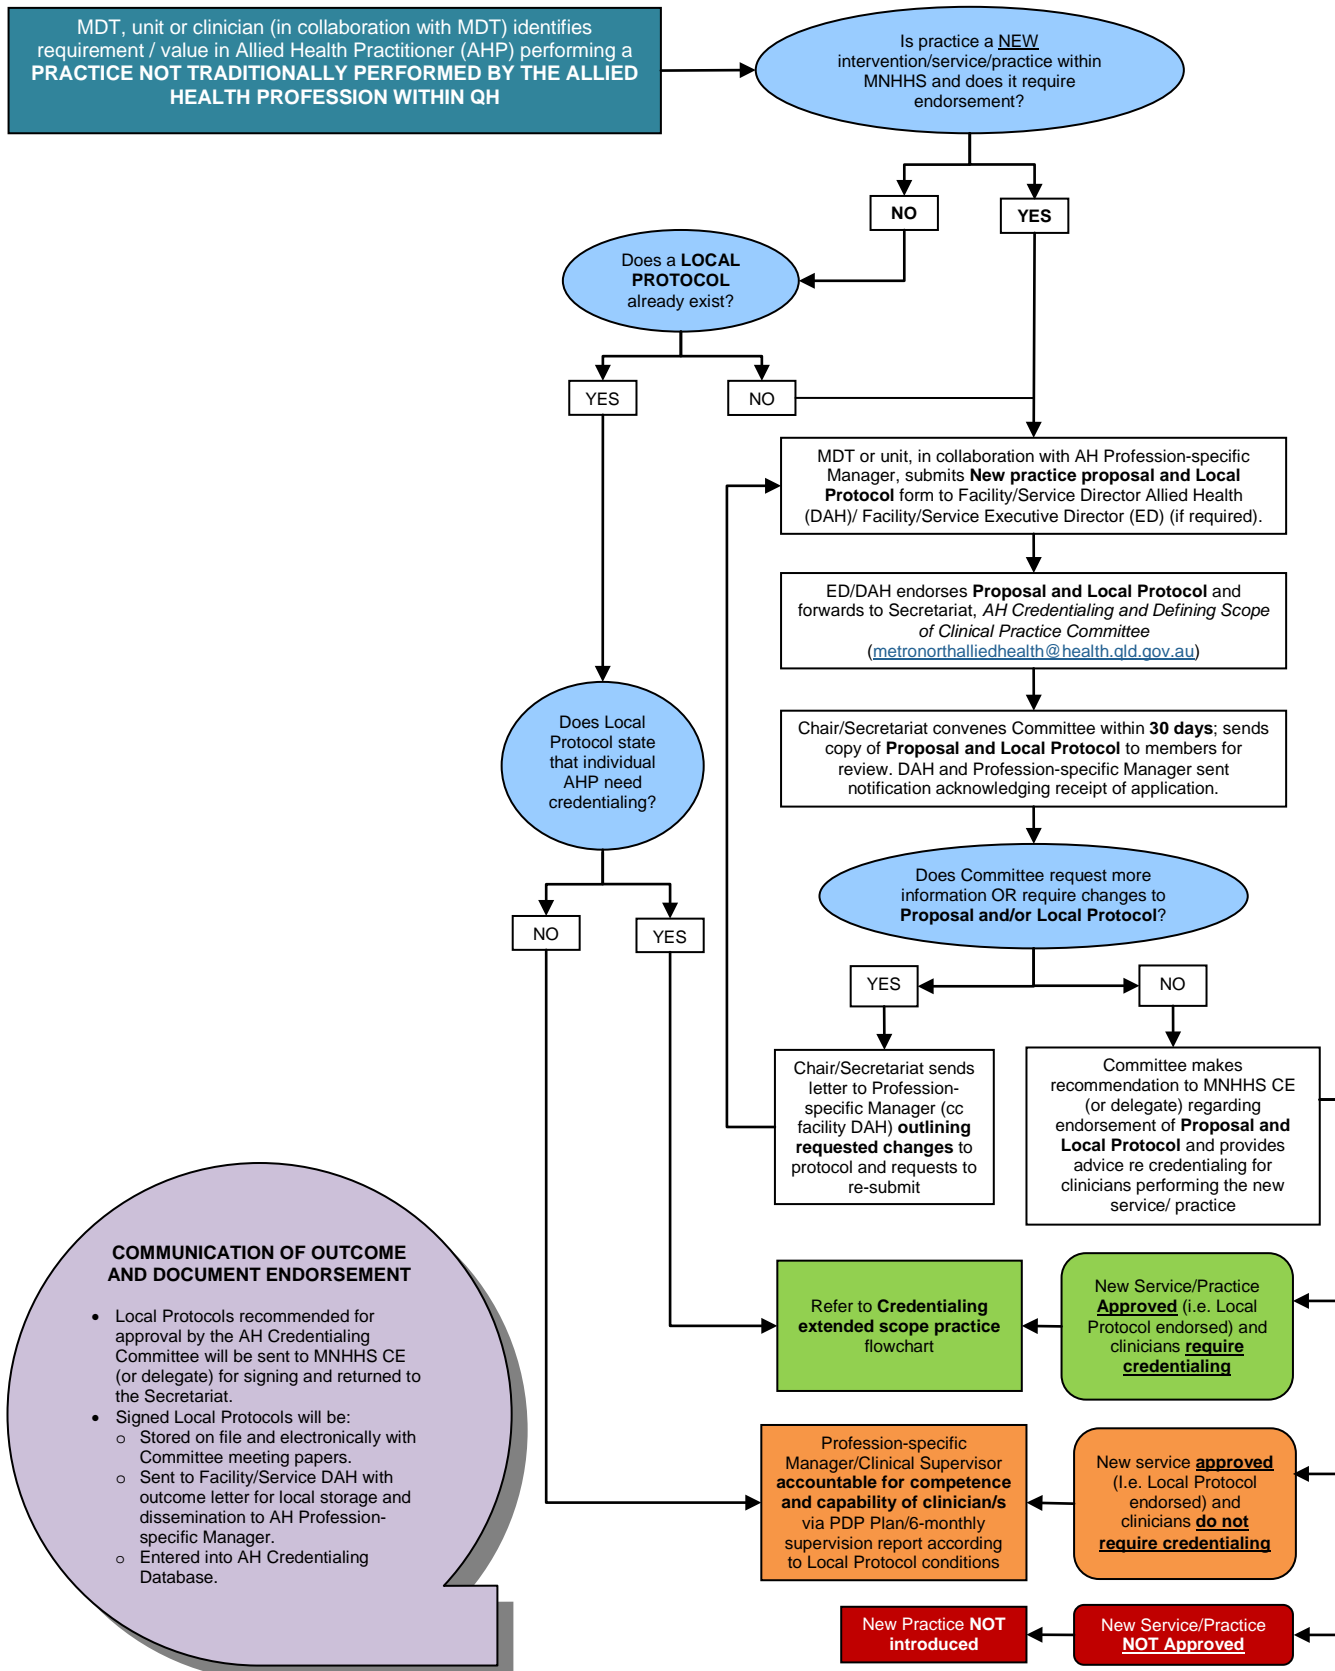 MDT, unit or clinician (in collaboration with MDT) identifies
requirement / value in Allied Health Practitioner (AHP) performing a
PRACTICE NOT TRADITIONALLY PERFORMED BY THE ALLIED
HEALTH PROFESSION WITHIN QH
Is practice a NEW
intervention/service/practice within
MNHHS and does it require
endorsement?
NO
YES
Does a LOCAL
PROTOCOL
already exist?
YES
NO
MDT or unit, in collaboration with AH Profession-specific
Manager, submits New practice proposal and Local
Protocol form to Facility/Service Director Allied Health
(DAH)/ Facility/Service Executive Director (ED) (if required).
ED/DAH endorses Proposal and Local Protocol and
forwards to Secretariat, AH Credentialing and Defining Scope
of Clinical Practice Committee
(metronorthalliedhealth@health.qld.gov.au)
Chair/Secretariat convenes Committee within 30 days; sends
copy of Proposal and Local Protocol to members for
review. DAH and Profession-specific Manager sent
notification acknowledging receipt of application.
Does Local
Protocol state
that individual
AHP need
credentialing?
NO
YES
Does Committee request more
information OR require changes to
Proposal and/or Local Protocol?
YES
NO
Chair/Secretariat sends
letter to Profession-
specific Manager (cc
facility DAH) outlining
requested changes to
protocol and requests to
re-submit
Committee makes
recommendation to MNHHS CE
(or delegate) regarding
endorsement of Proposal and
Local Protocol and provides
advice re credentialing for
clinicians performing the new
service/ practice
COMMUNICATION OF OUTCOME
AND DOCUMENT ENDORSEMENT
• Local Protocols recommended for
approval by the AH Credentialing
Committee will be sent to MNHHS CE
(or delegate) for signing and returned to
the Secretariat.
• Signed Local Protocols will be:
o Stored on file and electronically with
Committee meeting papers.
o Sent to Facility/Service DAH with
outcome letter for local storage and
dissemination to AH Profession-
specific Manager.
o Entered into AH Credentialing
Database.
Refer to Credentialing
extended scope practice
flowchart
New Service/Practice
Approved (i.e. Local
Protocol endorsed) and
clinicians require
credentialing
Profession-specific
Manager/Clinical Supervisor
accountable for competence
and capability of clinician/s
via PDP Plan/6-monthly
supervision report according
to Local Protocol conditions
New service approved
(I.e. Local Protocol
endorsed) and
clinicians do not
require credentialing
New Practice NOT
introduced
New Service/Practice
NOT Approved